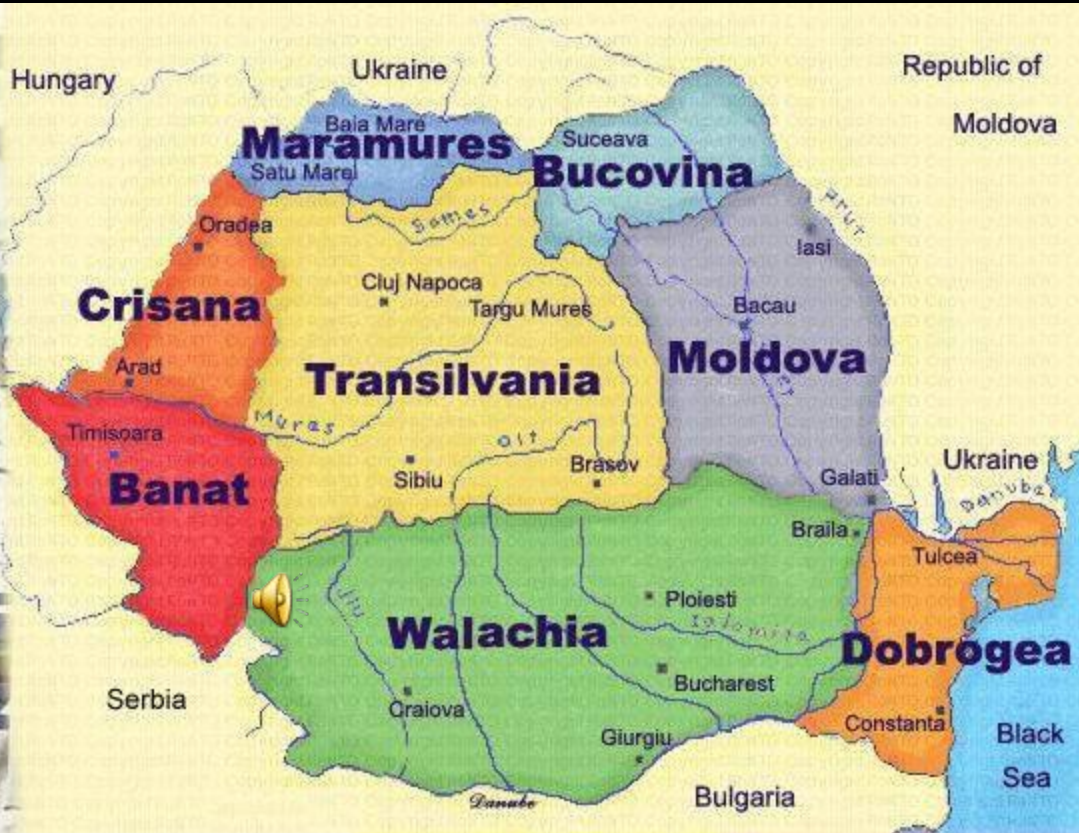 Hungary
Ukraine
Republic of
Moldova
Baia Mare
Maramures
Satu Marel
Suceava
Bucovina
Prut
Somes
Oradea
Iasi
Cluj Napoca
Targu Mures
Crisana
Bacau
Moldova
Arad
Transilvania
Mures
Timisoara
Olt
Banat
Sibiu
Brasov
Galati
Ukraine
Danube
Braila
Tulcea
Jiu
Ploiesti
Ialomita
Walachia
Dobrogea
Bucharest
Serbia
Craiova
Giurgiu
Constanta
Black
Sea
Danube
Bulgaria